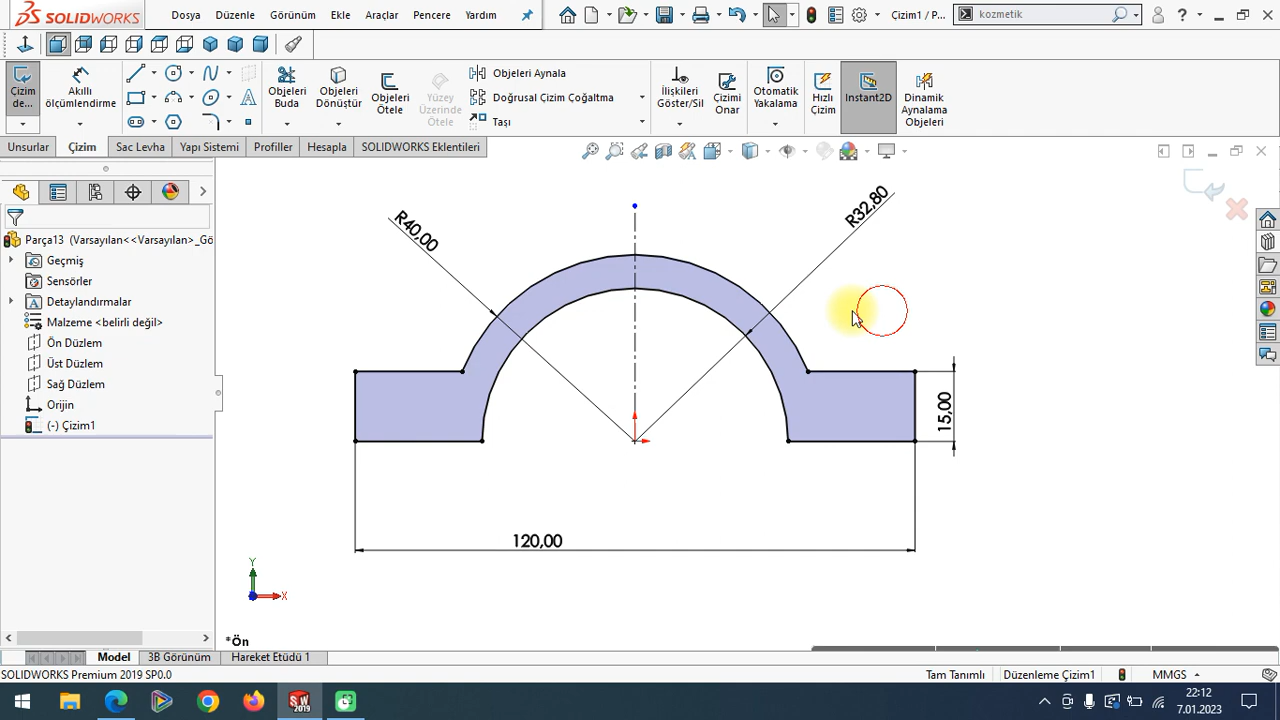 SOLIDWORKS Dosya Düzenle Görünüm Ekle Araçlar Pencere Yardım Çizim1 / P... kozmetik
Çizim de... Akıllı ölçümlendirme Objeleri Buda Objeleri Dönüştür Objeleri Ötele Yüzey Üzerinde Ötele
Objeleri Aynala
Doğrusal Çizim Çoğaltma
Taşı
İlişkileri Göster/Sil Çizimi Onar Otomatik Yakalama Hızlı Çizim Instant2D Dinamik Aynalama Objeleri
Unsurlar Çizim Sac Levha Yapı Sistemi Profiller Hesapla SOLIDWORKS Eklentileri
Parça13 (Varsayılan<<Varsayılan>_Gö
Geçmiş
Sensörler
Detaylandırmalar
Malzeme <belirli değil>
Ön Düzlem
Üst Düzlem
Sağ Düzlem
Orijin
(-) Çizim1
R40,00
R32,80
15,00
120,00
Y
X
*Ön
Model 3B Görünüm Hareket Etüdü 1
SOLIDWORKS Premium 2019 SP0.0 Tam Tanımlı Düzenleme Çizim1 MMGS
SW 2019
22:12
7.01.2023